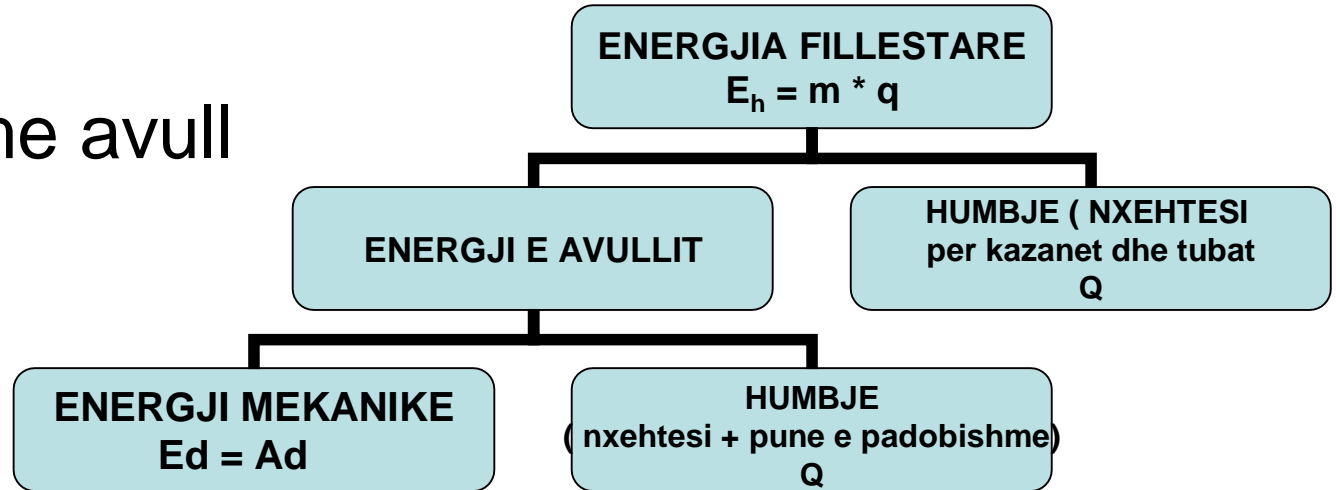 ENERGJIA FILLESTARE
E_h = m * q
ne avull
ENERGJI E AVULLIT
HUMBJE ( NXEHTESI
per kazanet dhe tubat
Q
ENERGJI MEKANIKE
Ed = Ad
HUMBJE
( nxehtesi + pune e padobishme)
Q